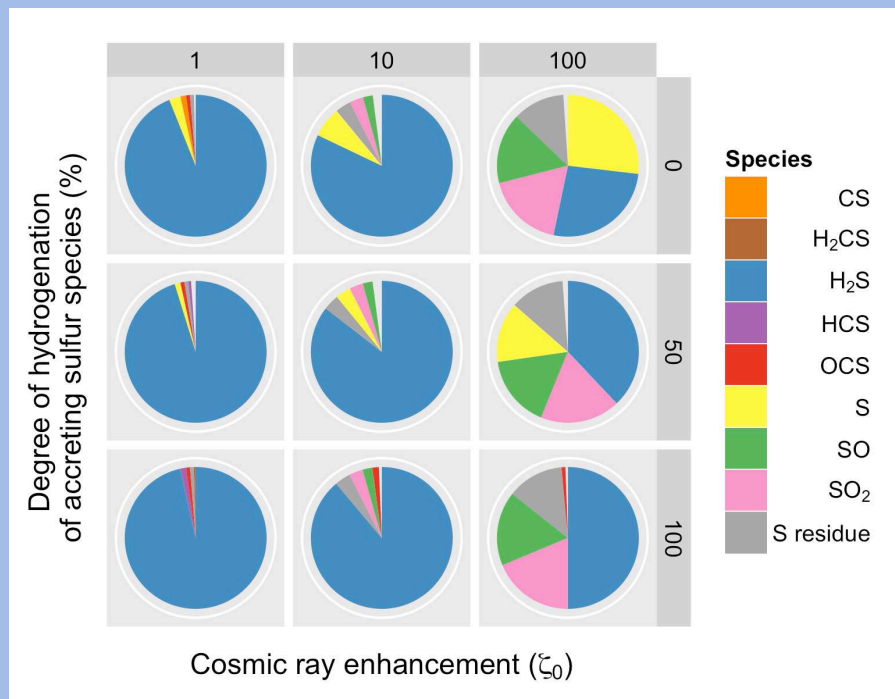 1
10
100
0
50
100
Degree of hydrogenation
of accreting sulfur species (%)
Cosmic ray enhancement (ζ₀)
Species
CS
H₂CS
H₂S
HCS
OCS
S
SO
SO₂
S residue